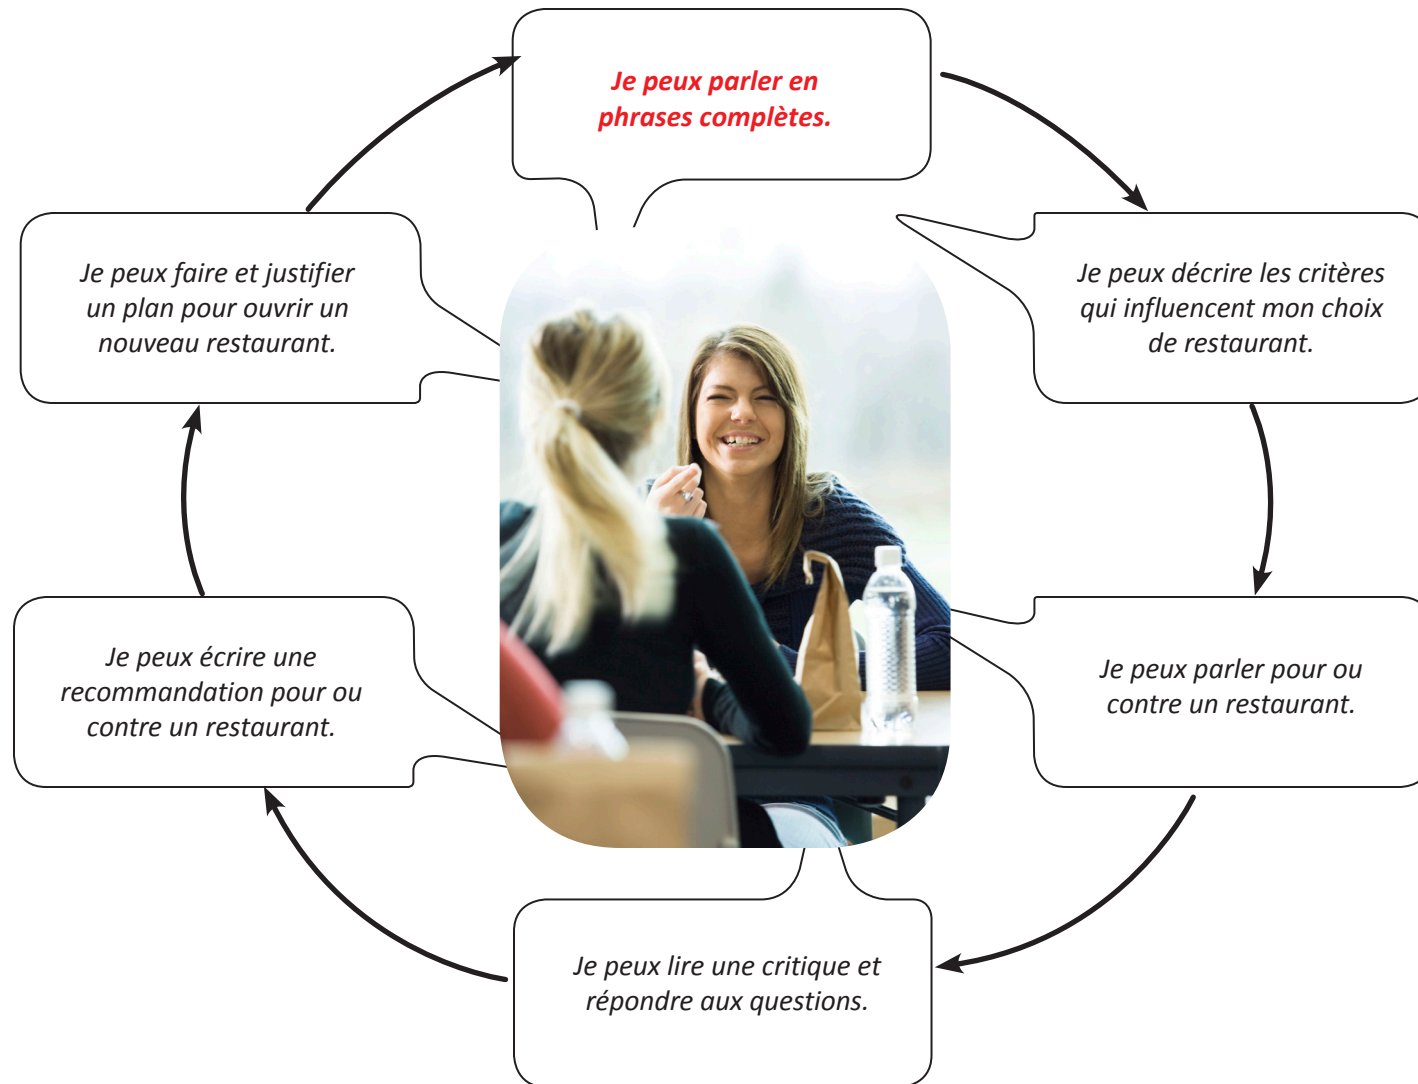 Je peux parler en
phrases complètes.
Je peux décrire les critères
qui influencent mon choix
de restaurant.
Je peux parler pour ou
contre un restaurant.
Je peux lire une critique et
répondre aux questions.
Je peux écrire une
recommandation pour ou
contre un restaurant.
Je peux faire et justifier
un plan pour ouvrir un
nouveau restaurant.